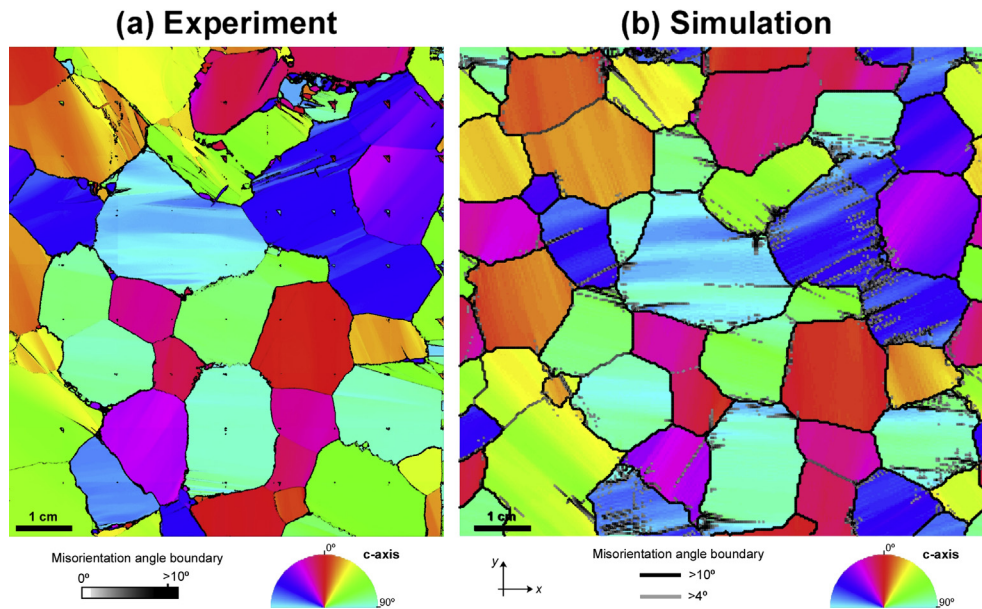 (a) Experiment
(b) Simulation
1 cm
1 cm
Misorientation angle boundary
0º
>10º
c-axis
0º
90º
y
x
Misorientation angle boundary
>10º
>4º
c-axis
0º
90º